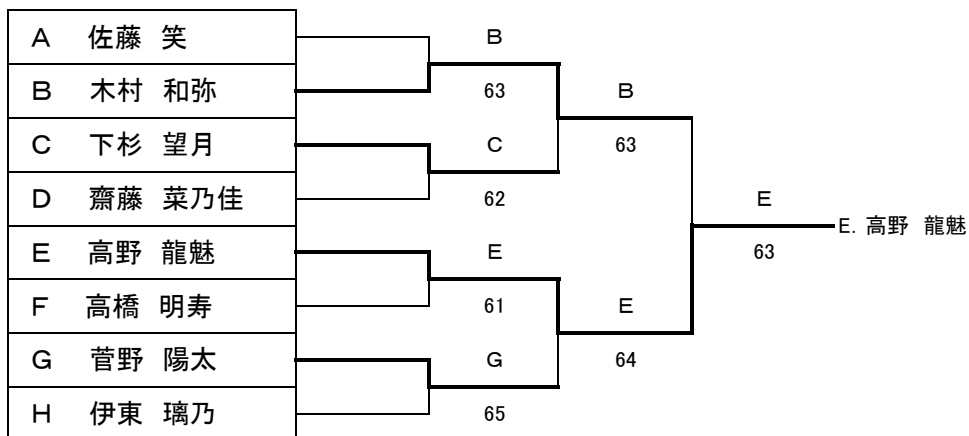 A 佐藤 笑
B 木村 和弥
C 下杉 望月
D 齋藤 菜乃佳
E 高野 龍魅
F 高橋 明寿
G 菅野 陽太
H 伊東 璃乃
B
63
C
62
E
61
G
65
B
63
E
64
E
63
E. 高野 龍魅